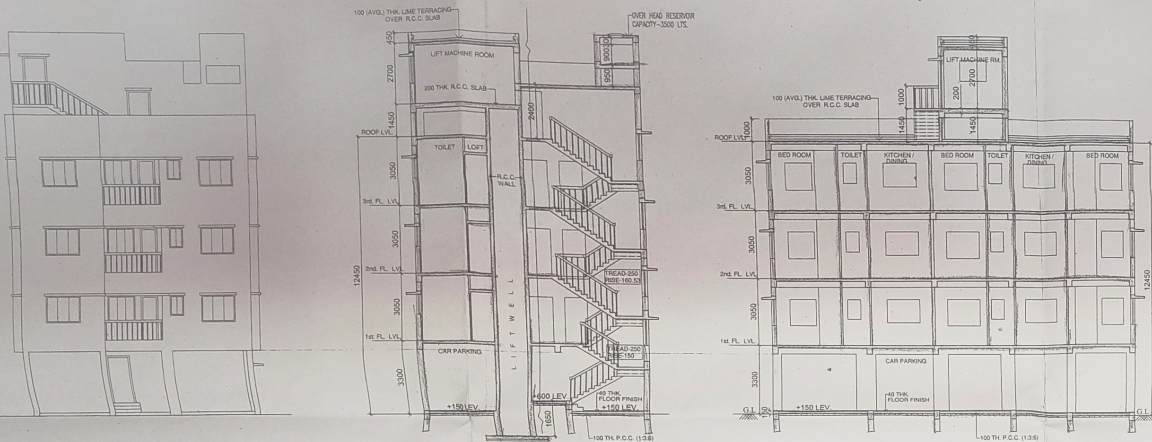 100 (AVG.) THK. LIME TERRACING
OVER R.C.C. SLAB
OVER HEAD RESERVOIR
CAPACITY-3500 LTS.
450
LIFT MACHINE ROOM
2700
200 THK. R.C.C. SLAB
900
300
950
2400
1450
ROOF LVL.
TOILET
LOFT
3050
R.C.C.
WALL
3rd. FL. LVL.
3050
2nd. FL. LVL.
12450
3050
LIFT WELL
TREAD-250
RISE-160.53
1st. FL. LVL.
CAR PARKING
TREAD-250
RISE-150
3300
+150 LEV.
+600 LEV.
40 THK.
FLOOR FINISH
+150 LEV.
1650
100 TH. P.C.C. (1:3:6)
450
LIFT MACHINE RM.
2700
200
1000
1450
1450
100 (AVG.) THK. LIME TERRACING
OVER R.C.C. SLAB
1000
ROOF LVL.
BED ROOM
TOILET
KITCHEN /
DINING
BED ROOM
TOILET
KITCHEN /
DINING
BED ROOM
3050
3rd. FL. LVL.
3050
2nd. FL. LVL.
12450
3050
1st. FL. LVL.
CAR PARKING
3300
40 THK.
FLOOR FINISH
+150 LEV.
150
G.L.
G.L.
100 TH. P.C.C. (1:3:6)